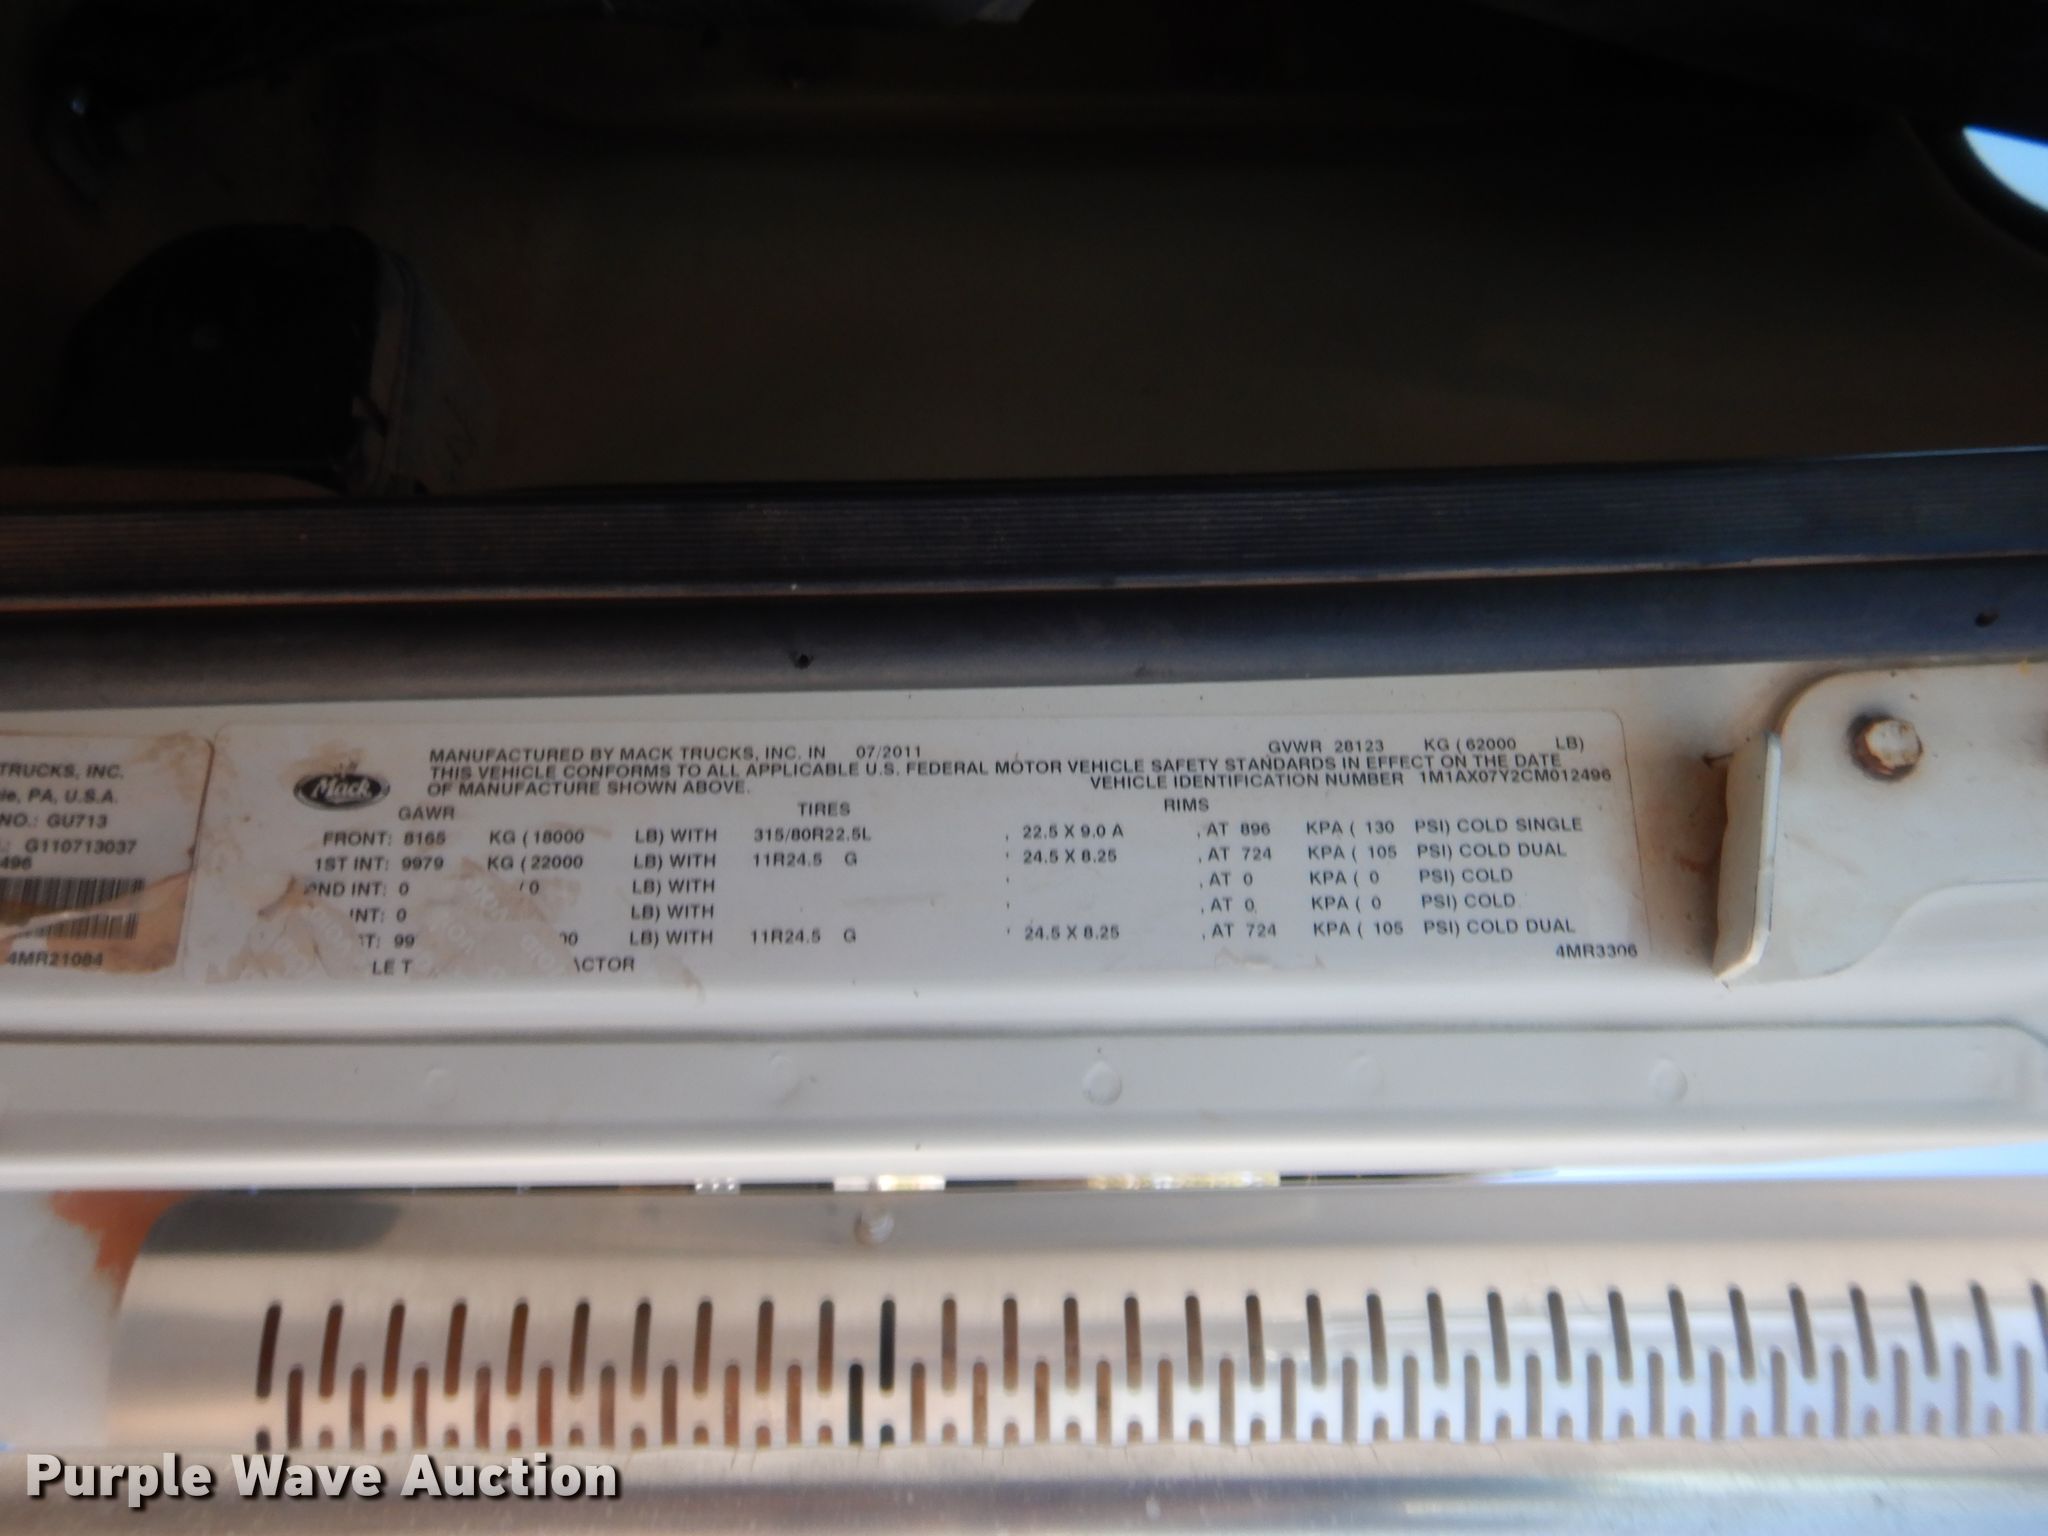 TRUCKS, INC.
PA, U.S.A.
NO.: GU713
G110713037
496
4MR21084
Mack
MANUFACTURED BY MACK TRUCKS, INC. IN 07/2011 GVWR 28123 KG ( 62000 LB)
THIS VEHICLE CONFORMS TO ALL APPLICABLE U.S. FEDERAL MOTOR VEHICLE SAFETY STANDARDS IN EFFECT ON THE DATE
OF MANUFACTURE SHOWN ABOVE. VEHICLE IDENTIFICATION NUMBER 1M1AX07Y2CM012496
GAWR TIRES RIMS
FRONT: 8165 KG ( 18000 LB) WITH 315/80R22.5L , 22.5 X 9.0 A , AT 896 KPA ( 130 PSI) COLD SINGLE
1ST INT: 9979 KG ( 22000 LB) WITH 11R24.5 G , 24.5 X 8.25 , AT 724 KPA ( 105 PSI) COLD DUAL
INT: 0 0 LB) WITH , , AT 0 KPA ( 0 PSI) COLD
INT: 0 LB) WITH , , AT 0 KPA ( 0 PSI) COLD
99 LB) WITH 11R24.5 G , 24.5 X 8.25 , AT 724 KPA ( 105 PSI) COLD DUAL
4MR3306
Purple Wave Auction